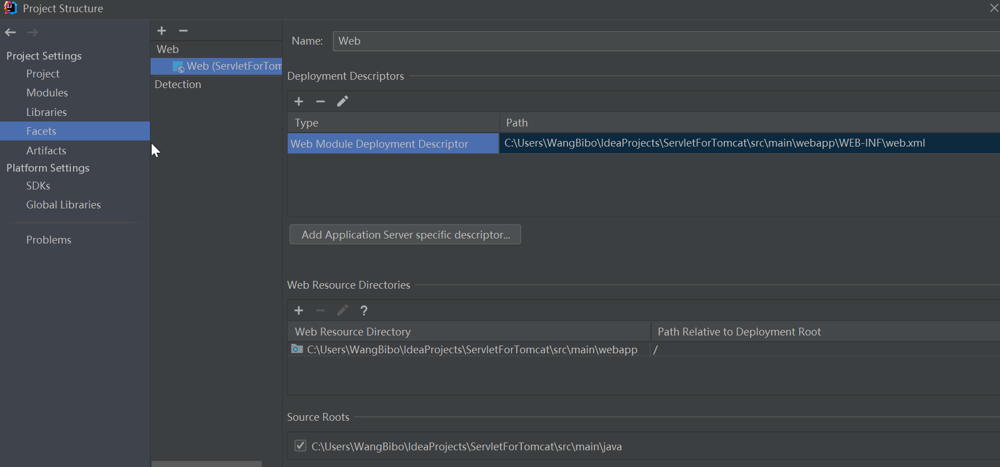 Project Structure
Project Settings
Project
Modules
Libraries
Facets
Artifacts
Platform Settings
SDKs
Global Libraries
Problems
Web
Web (ServletForTom
Detection
Name: Web
Deployment Descriptors
Type Path
Web Module Deployment Descriptor C:\Users\WangBibo\IdeaProjects\ServletForTomcat\src\main\webapp\WEB-INF\web.xml
Add Application Server specific descriptor...
Web Resource Directories
?
Web Resource Directory Path Relative to Deployment Root
C:\Users\WangBibo\IdeaProjects\ServletForTomcat\src\main\webapp /
Source Roots
C:\Users\WangBibo\IdeaProjects\ServletForTomcat\src\main\java